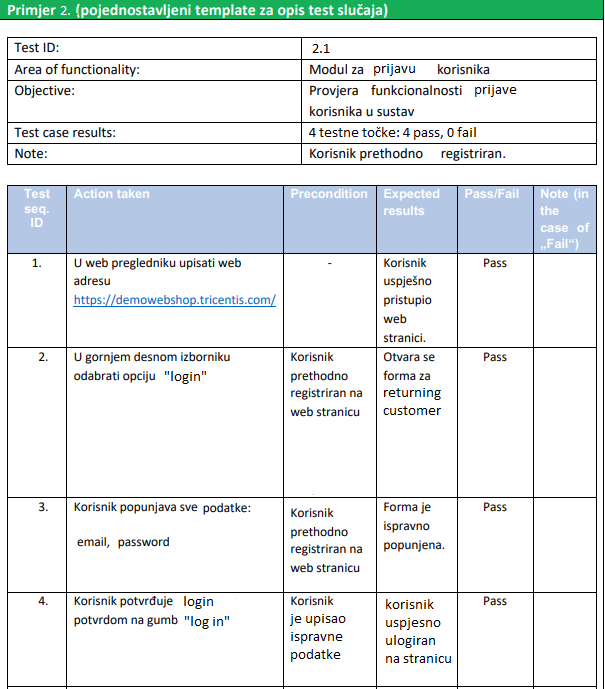 Primjer 2. (pojednostavljeni template za opis test slučaja)
Test ID: 2.1
Area of functionality: Modul za prijavu korisnika
Objective: Provjera funkcionalnosti prijave
korisnika u sustav
Test case results: 4 testne točke: 4 pass, 0 fail
Note: Korisnik prethodno registriran.
Test
seq.
ID
Action taken
Precondition
Expected
results
Pass/Fail
Note (in
the
case of
„Fail“)
1.
U web pregledniku upisati web
adresu
https://demowebshop.tricentis.com/
-
Korisnik
uspješno
pristupio
web
stranici.
Pass
2.
U gornjem desnom izborniku
odabrati opciju "login"
Korisnik
prethodno
registriran na
web stranicu
Otvara se
forma za
returning
customer
Pass
3.
Korisnik popunjava sve podatke:
email, password
Korisnik
prethodno
registriran na
web stranicu
Forma je
ispravno
popunjena.
Pass
4.
Korisnik potvrđuje login
potvrdom na gumb "log in"
Korisnik
je upisao
ispravne
podatke
korisnik
uspjesno
ulogiran
na stranicu
Pass